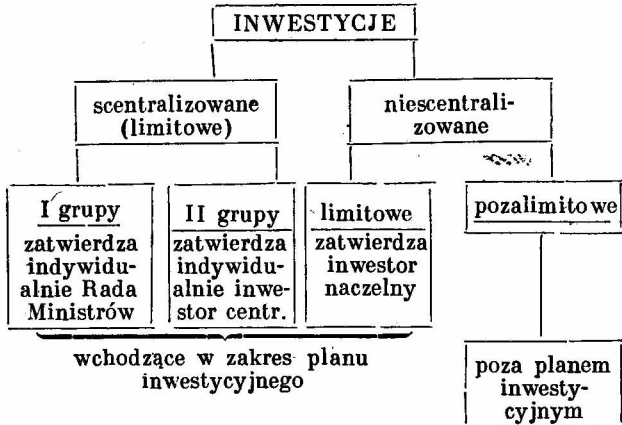 INWESTYCJE
scentralizowane
(limitowe)
niescentrali-
zowane
I grupy
zatwierdza
indywidu-
alnie Rada
Ministrów
II grupy
zatwierdza
indywidu-
alnie inwe-
stor centr.
limitowe
zatwierdza
inwestor
naczelny
pozalimitowe
wchodzące w zakres planu
inwestycyjnego
poza planem
inwesty-
cyjnym